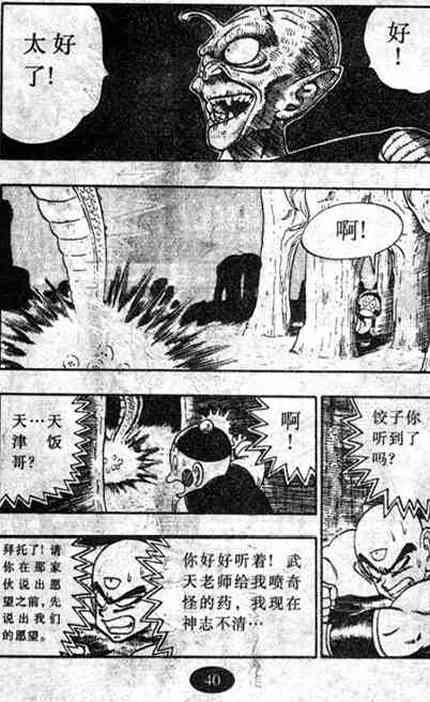 好！
太好
了！
啊！
饺子你
听到了
吗？
啊！
天…天
津饭
哥？
你好好听着！武
天老师给我喷奇
怪的药，我现在
神志不清…
拜托了！请
你在那家
伙说出愿
望之前，先
说出我们
的愿望。
40